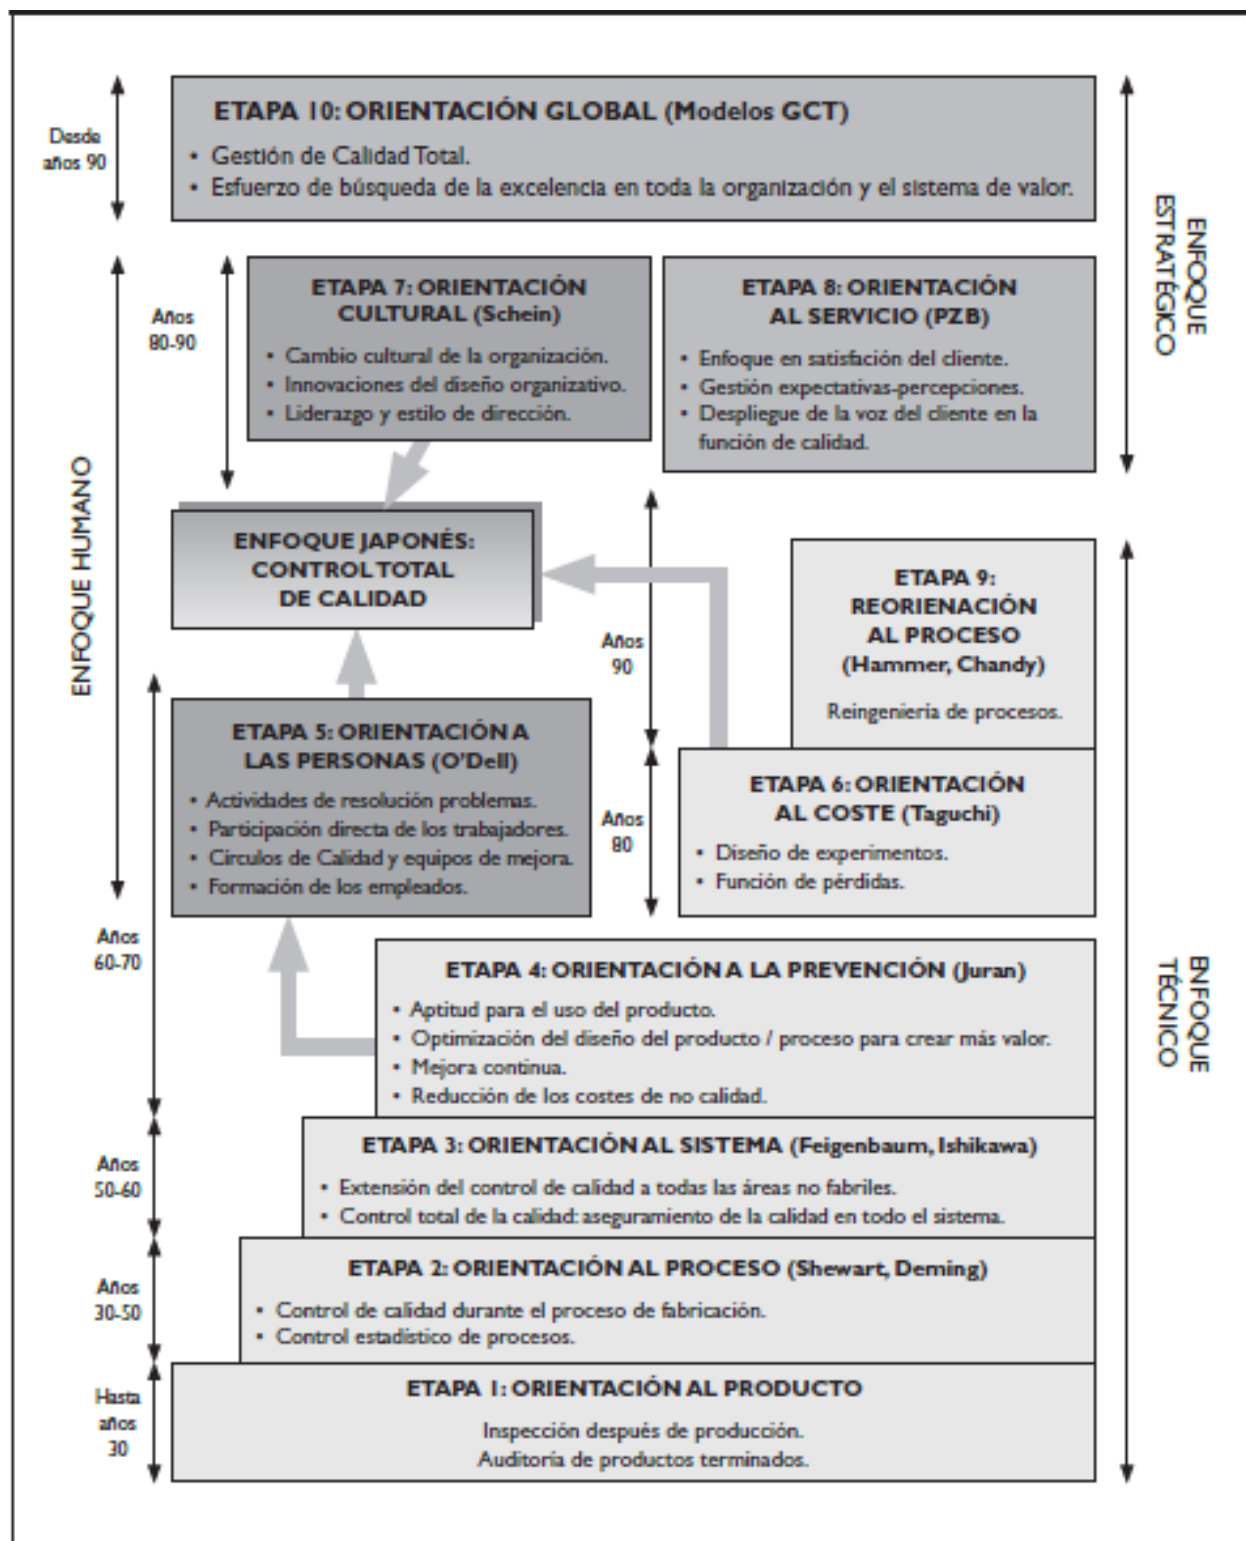 Desde
años 90
ETAPA 10: ORIENTACIÓN GLOBAL (Modelos GCT)
• Gestión de Calidad Total.
• Esfuerzo de búsqueda de la excelencia en toda la organización y el sistema de valor.
ENFOQUE
ESTRATÉGICO
ENFOQUE HUMANO
Años
80-90
ETAPA 7: ORIENTACIÓN
CULTURAL (Schein)
• Cambio cultural de la organización.
• Innovaciones del diseño organizativo.
• Liderazgo y estilo de dirección.
ETAPA 8: ORIENTACIÓN
AL SERVICIO (PZB)
• Enfoque en satisfacción del cliente.
• Gestión expectativas-percepciones.
• Despliegue de la voz del cliente en la
función de calidad.
ENFOQUE JAPONÉS:
CONTROL TOTAL
DE CALIDAD
Años
90
ETAPA 9:
REORIENACIÓN
AL PROCESO
(Hammer, Chandy)
Reingeniería de procesos.
Años
60-70
ETAPA 5: ORIENTACIÓN A
LAS PERSONAS (O'Dell)
• Actividades de resolución problemas.
• Participación directa de los trabajadores.
• Círculos de Calidad y equipos de mejora.
• Formación de los empleados.
Años
80
ETAPA 6: ORIENTACIÓN
AL COSTE (Taguchi)
• Diseño de experimentos.
• Función de pérdidas.
ENFOQUE
TÉCNICO
ETAPA 4: ORIENTACIÓN A LA PREVENCIÓN (Juran)
• Aptitud para el uso del producto.
• Optimización del diseño del producto / proceso para crear más valor.
• Mejora continua.
• Reducción de los costes de no calidad.
Años
50-60
ETAPA 3: ORIENTACIÓN AL SISTEMA (Feigenbaum, Ishikawa)
• Extensión del control de calidad a todas las áreas no fabriles.
• Control total de la calidad: aseguramiento de la calidad en todo el sistema.
Años
30-50
ETAPA 2: ORIENTACIÓN AL PROCESO (Shewart, Deming)
• Control de calidad durante el proceso de fabricación.
• Control estadístico de procesos.
Hasta
años
30
ETAPA 1: ORIENTACIÓN AL PRODUCTO
Inspección después de producción.
Auditoría de productos terminados.